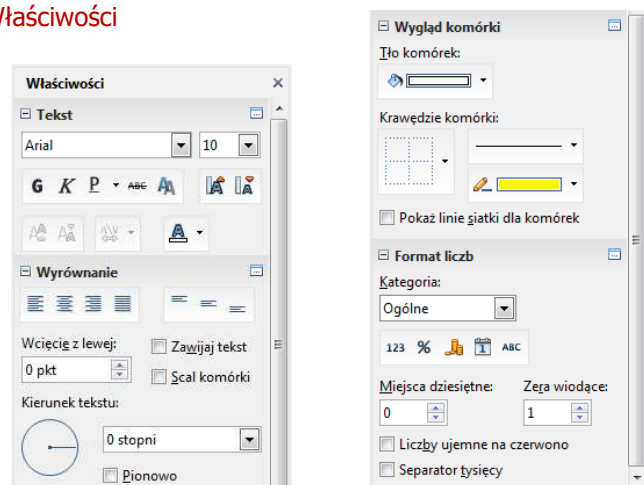 Właściwości
Właściwości
Tekst
Arial 10
G K P ABC AA
Wyrównanie
Wcięcie z lewej:
Zawijaj tekst
0 pkt
Scal komórki
Kierunek tekstu:
0 stopni
Pionowo
Wygląd komórki
Tło komórek:
Krawędzie komórki:
Pokaż linie siatki dla komórek
Format liczb
Kategoria:
Ogólne
123 % 1 ABC
Miejsca dziesiętne: Zera wiodące:
0 1
Liczby ujemne na czerwono
Separator tysięcy